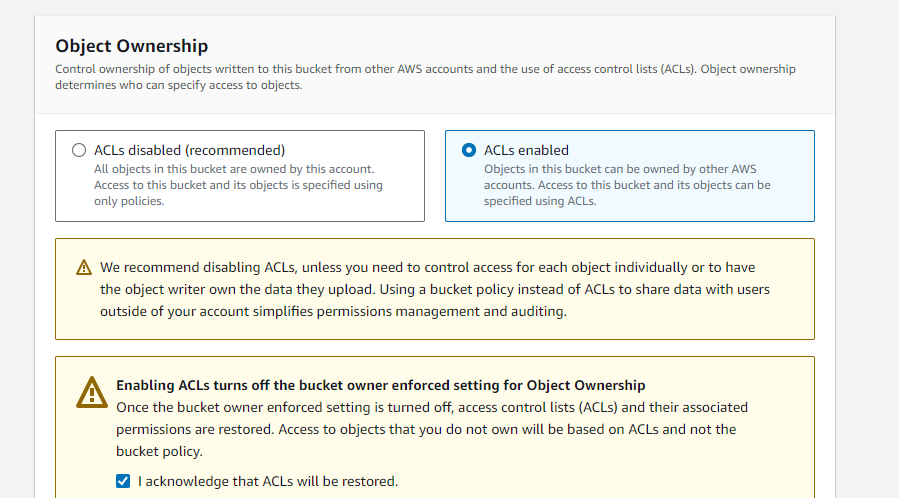 Object Ownership
Control ownership of objects written to this bucket from other AWS accounts and the use of access control lists (ACLs). Object ownership
determines who can specify access to objects.
ACLs disabled (recommended)
All objects in this bucket are owned by this account.
Access to this bucket and its objects is specified using
only policies.
ACLs enabled
Objects in this bucket can be owned by other AWS
accounts. Access to this bucket and its objects can be
specified using ACLs.
We recommend disabling ACLs, unless you need to control access for each object individually or to have
the object writer own the data they upload. Using a bucket policy instead of ACLs to share data with users
outside of your account simplifies permissions management and auditing.
Enabling ACLs turns off the bucket owner enforced setting for Object Ownership
Once the bucket owner enforced setting is turned off, access control lists (ACLs) and their associated
permissions are restored. Access to objects that you do not own will be based on ACLs and not the
bucket policy.
I acknowledge that ACLs will be restored.